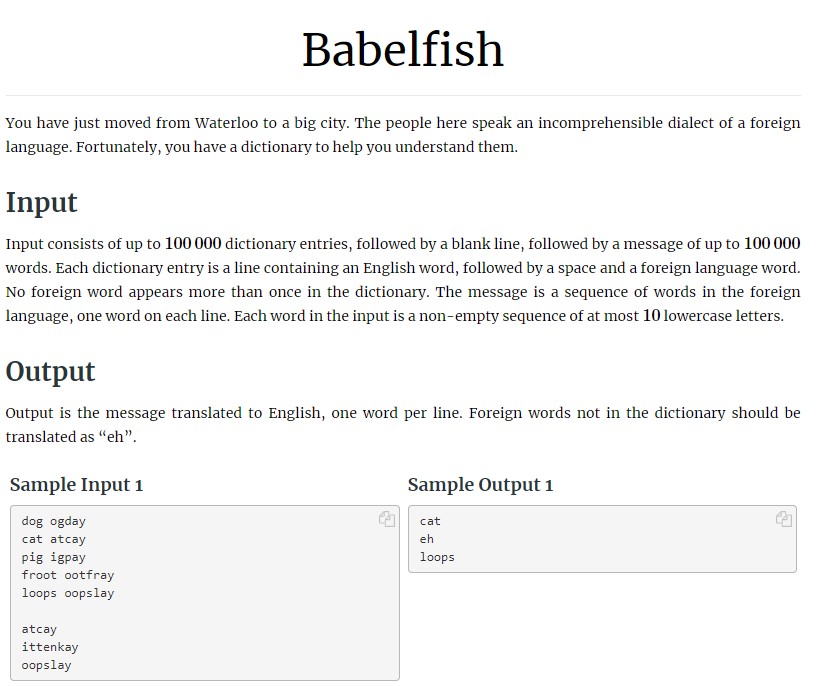 Babelfish
You have just moved from Waterloo to a big city. The people here speak an incomprehensible dialect of a foreign
language. Fortunately, you have a dictionary to help you understand them.
Input
Input consists of up to 100 000 dictionary entries, followed by a blank line, followed by a message of up to 100 000
words. Each dictionary entry is a line containing an English word, followed by a space and a foreign language word.
No foreign word appears more than once in the dictionary. The message is a sequence of words in the foreign
language, one word on each line. Each word in the input is a non-empty sequence of at most 10 lowercase letters.
Output
Output is the message translated to English, one word per line. Foreign words not in the dictionary should be
translated as “eh”.
Sample Input 1
dog ogday
cat atcay
pig igpay
froot ootfray
loops oopslay

atcay
ittenkay
oopslay
Sample Output 1
cat
eh
loops